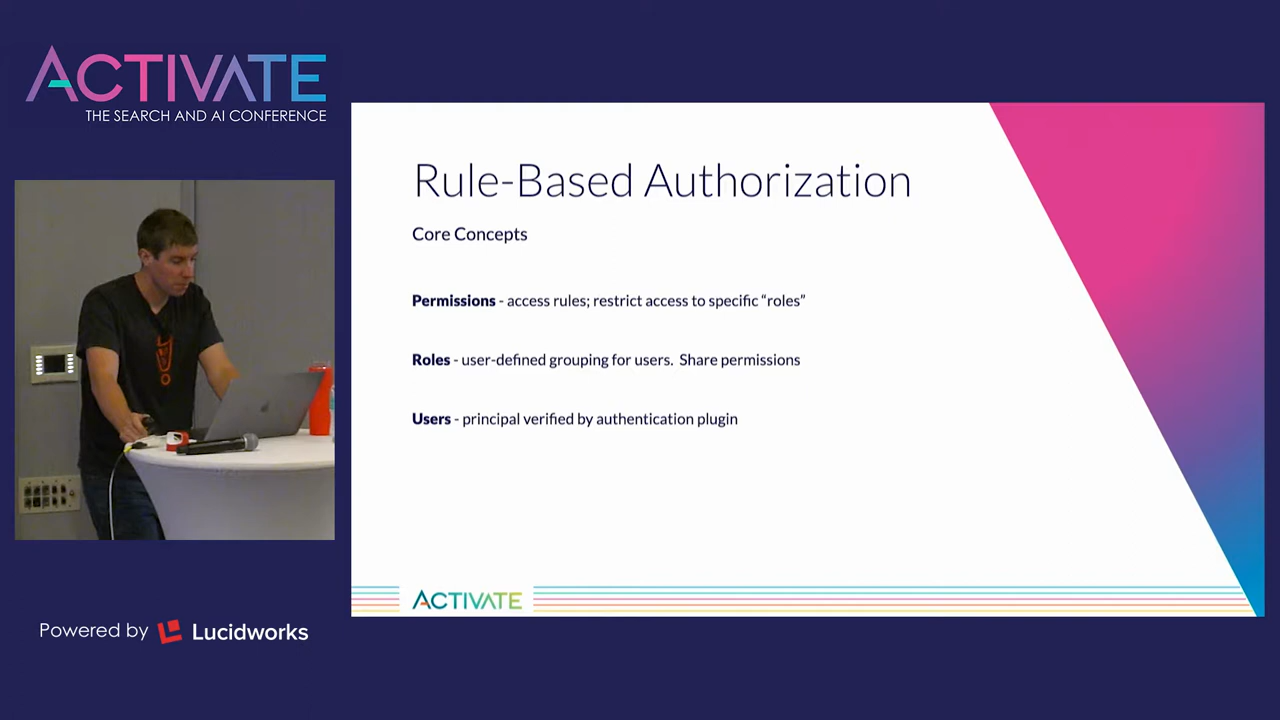 ACTIVATE
THE SEARCH AND AI CONFERENCE
Rule-Based Authorization
Core Concepts
Permissions - access rules; restrict access to specific “roles”
Roles - user-defined grouping for users. Share permissions
Users - principal verified by authentication plugin
ACTIVATE
Powered by Lucidworks